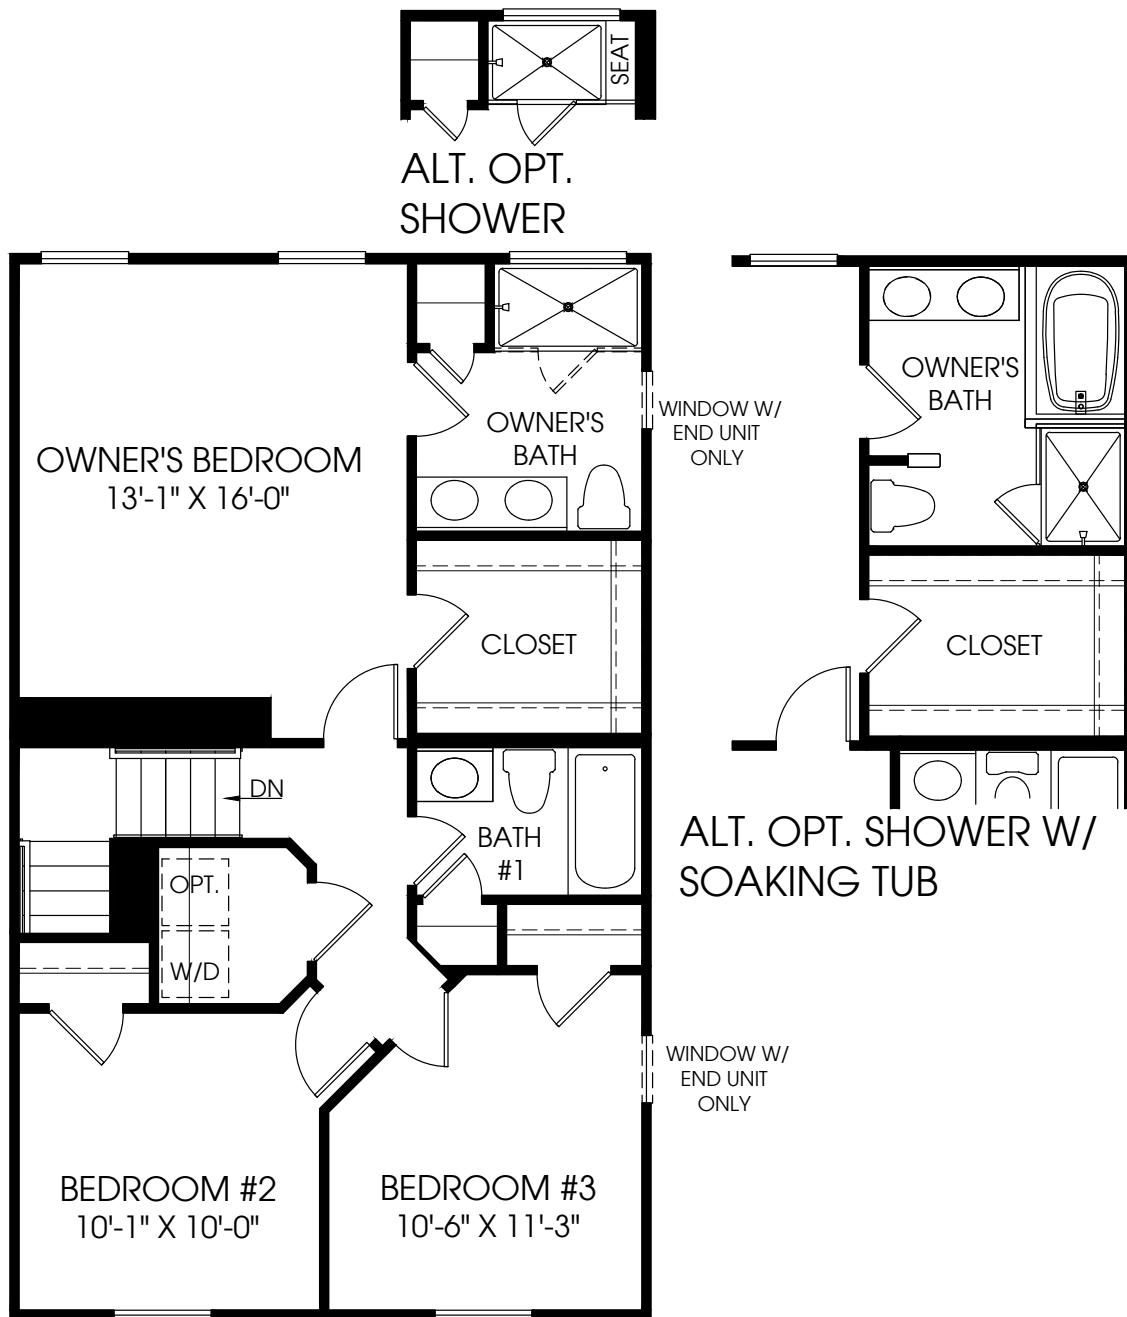 SEAT
ALT. OPT.
SHOWER
OWNER'S BEDROOM
13'-1" X 16'-0"
OWNER'S
BATH
WINDOW W/
END UNIT
ONLY
OWNER'S
BATH
CLOSET
CLOSET
DN
BATH
#1
ALT. OPT. SHOWER W/
SOAKING TUB
OPT.
W/D
WINDOW W/
END UNIT
ONLY
BEDROOM #2
10'-1" X 10'-0"
BEDROOM #3
10'-6" X 11'-3"